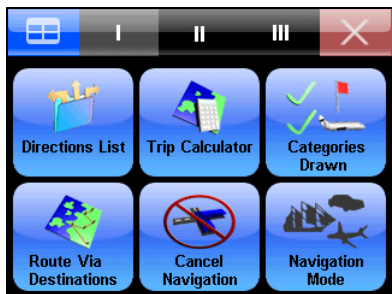 I II III
Directions List Trip Calculator Categories
Drawn
Route Via Cancel Navigation
Destinations Navigation Mode